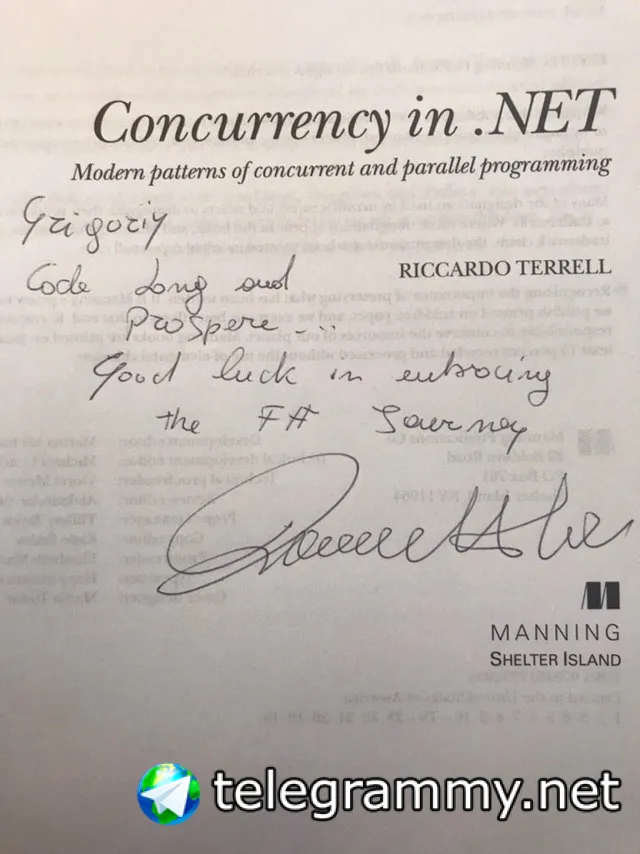 Concurrency in .NET
Modern patterns of concurrent and parallel programming
Grigoriy
RICCARDO TERRELL
Code Long and
Prospere...
Good luck in embracing
the F# Journey
MANNING
SHELTER ISLAND
telegrammy.net